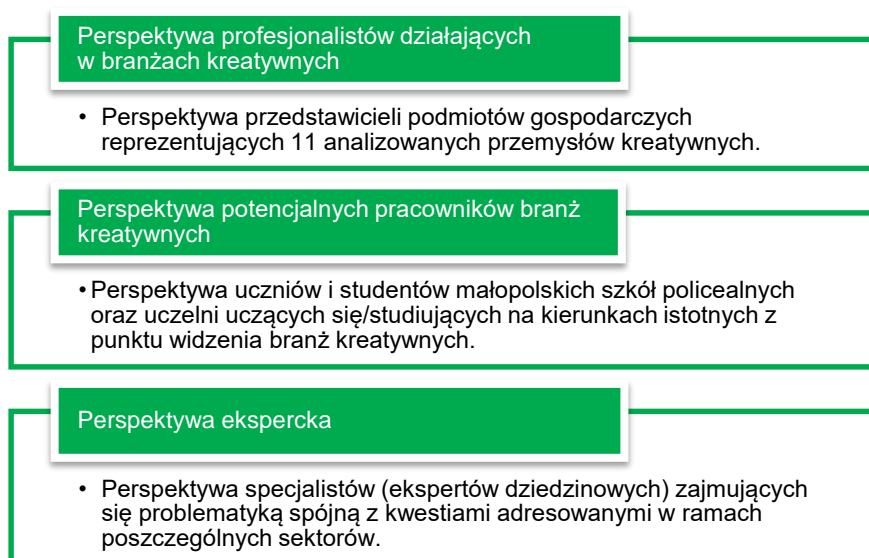 Perspektywa profesjonalistów działających
w branżach kreatywnych
• Perspektywa przedstawicieli podmiotów gospodarczych
reprezentujących 11 analizowanych przemysłów kreatywnych.
Perspektywa potencjalnych pracowników branż
kreatywnych
• Perspektywa uczniów i studentów małopolskich szkół policealnych
oraz uczelni uczących się/studiujących na kierunkach istotnych z
punktu widzenia branż kreatywnych.
Perspektywa ekspercka
• Perspektywa specjalistów (ekspertów dziedzinowych) zajmujących
się problematyką spójną z kwestiami adresowanymi w ramach
poszczególnych sektorów.